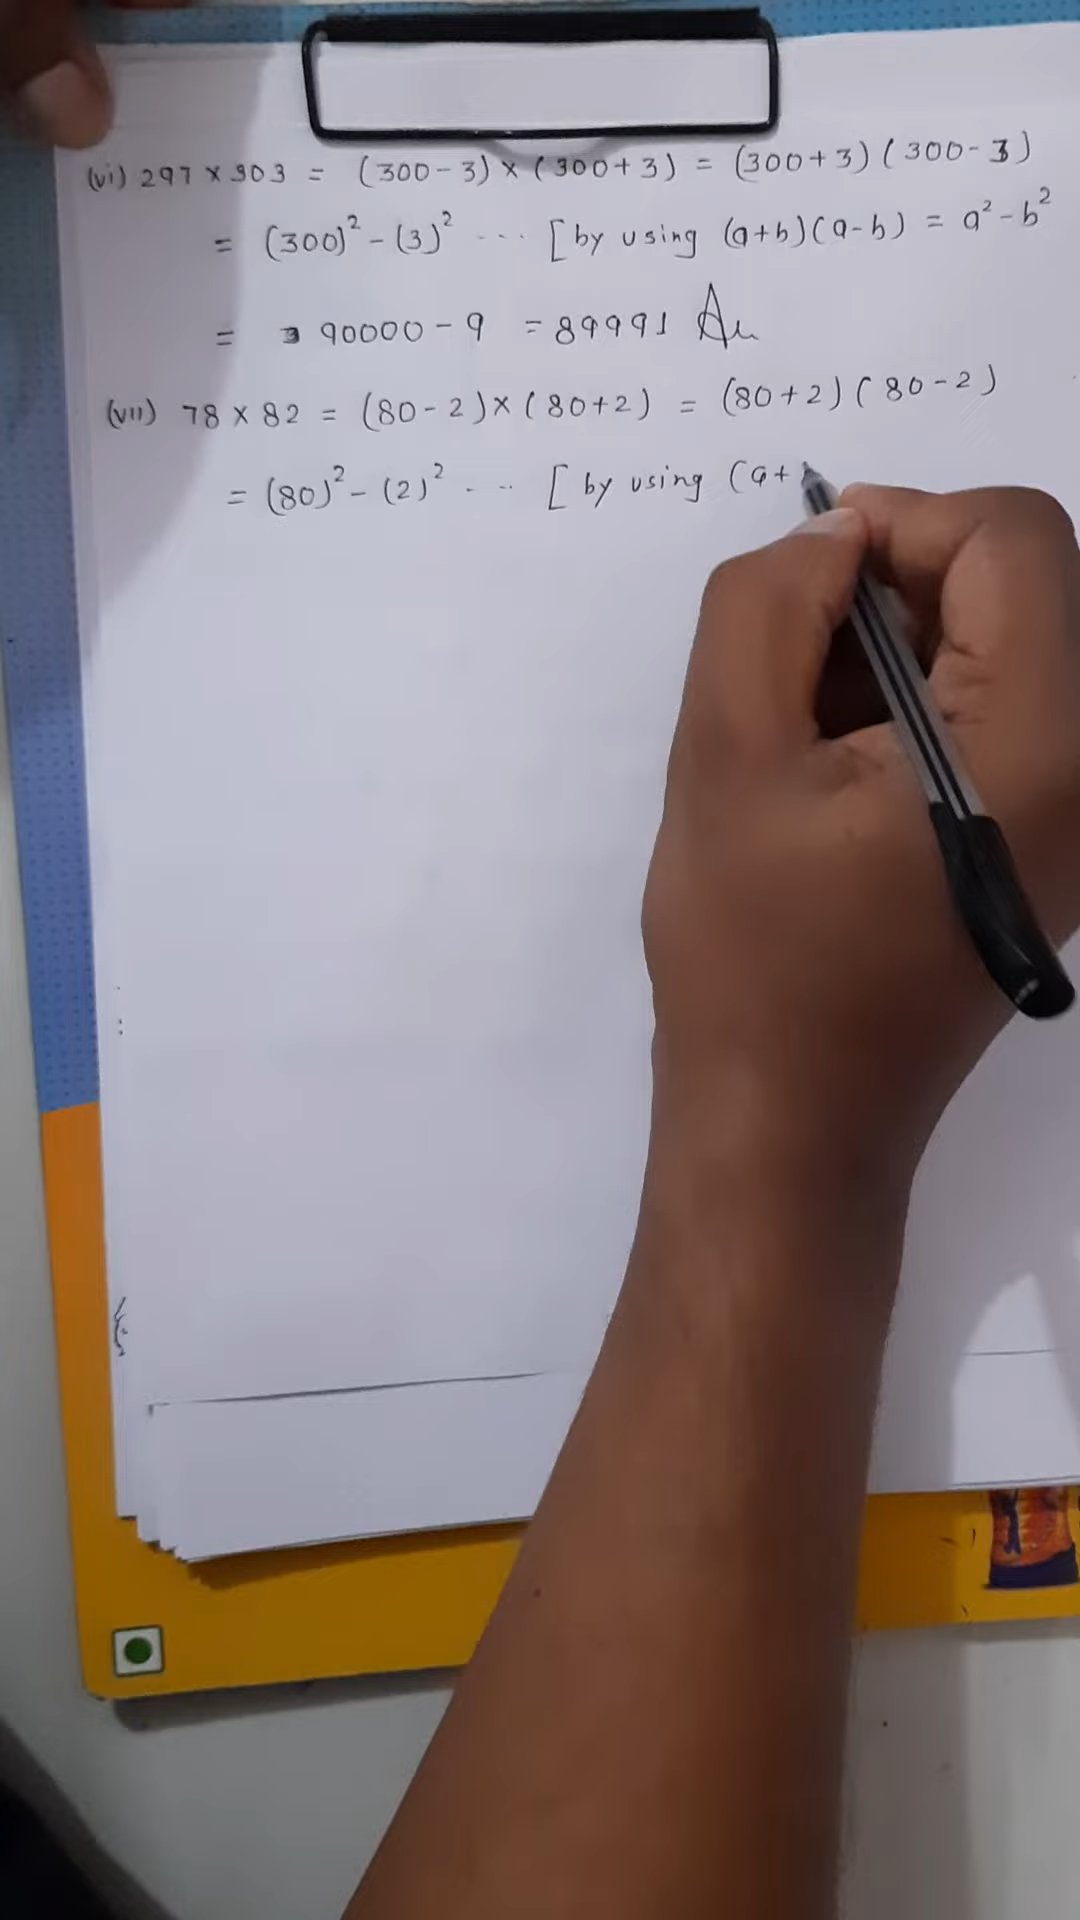 (vi) 297 × 303 = (300 - 3) × (300 + 3) = (300 + 3) (300 - 3)
= (300)² - (3)² ... [by using (a+b)(a-b) = a² - b²
= 90000 - 9 = 89991 Au
(vii) 78 × 82 = (80 - 2) × (80 + 2) = (80 + 2) (80 - 2)
= (80)² - (2)² ... [by using (a +